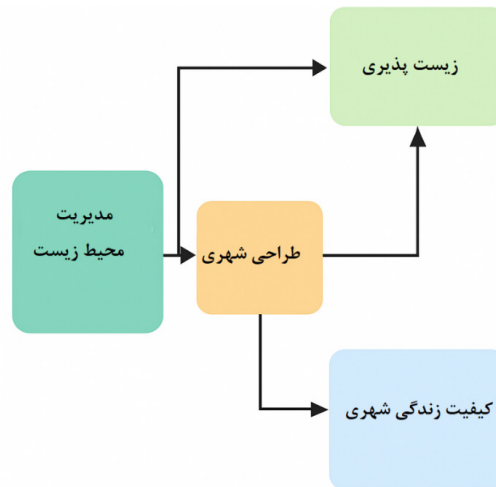 زیست پذیری
مدیریت
محیط زیست
طراحی شهری
کیفیت زندگی شهری